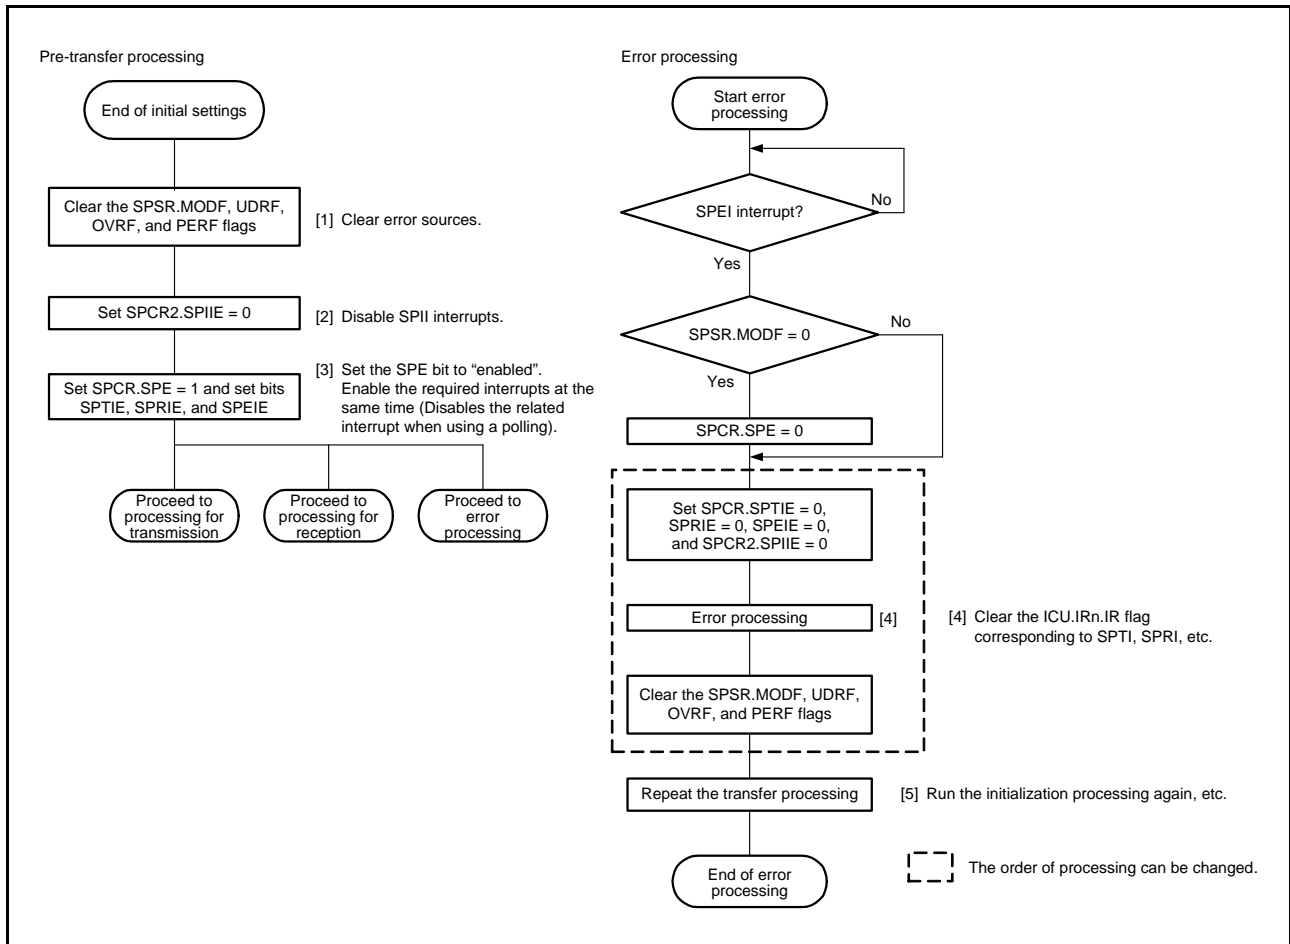 Pre-transfer processing
End of initial settings
Clear the SPSR.MODF, UDRF,
OVRF, and PERF flags
[1] Clear error sources.
Set SPCR2.SPIIE = 0
[2] Disable SPII interrupts.
Set SPCR.SPE = 1 and set bits
SPTIE, SPRIE, and SPEIE
[3] Set the SPE bit to “enabled”.
Enable the required interrupts at the
same time (Disables the related
interrupt when using a polling).
Proceed to
processing for
transmission
Proceed to
processing for
reception
Proceed to
error
processing
Error processing
Start error
processing
SPEI interrupt?
No
Yes
SPSR.MODF = 0
No
Yes
SPCR.SPE = 0
Set SPCR.SPTIE = 0,
SPRIE = 0, SPEIE = 0,
and SPCR2.SPIIE = 0
Error processing
[4]
[4] Clear the ICU.IRn.IR flag
corresponding to SPTI, SPRI, etc.
Clear the SPSR.MODF, UDRF,
OVRF, and PERF flags
Repeat the transfer processing
[5] Run the initialization processing again, etc.
End of error
processing
The order of processing can be changed.